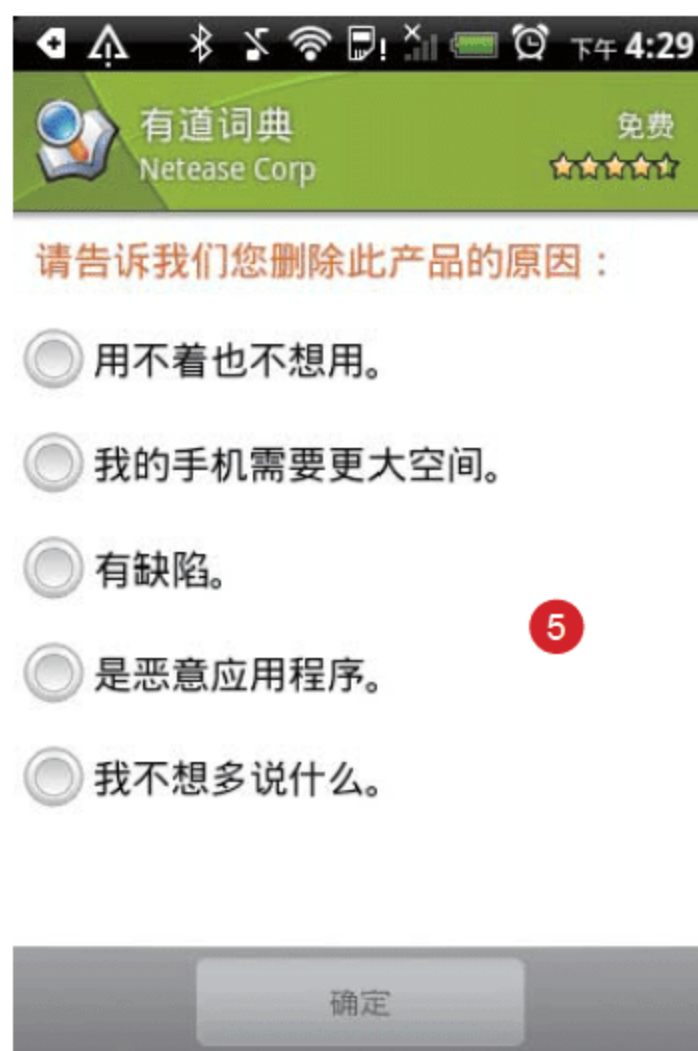 下午 4:29
有道词典
免费
Netease Corp
请告诉我们您删除此产品的原因：
用不着也不想用。
我的手机需要更大空间。
有缺陷。
5
是恶意应用程序。
我不想多说什么。
确定